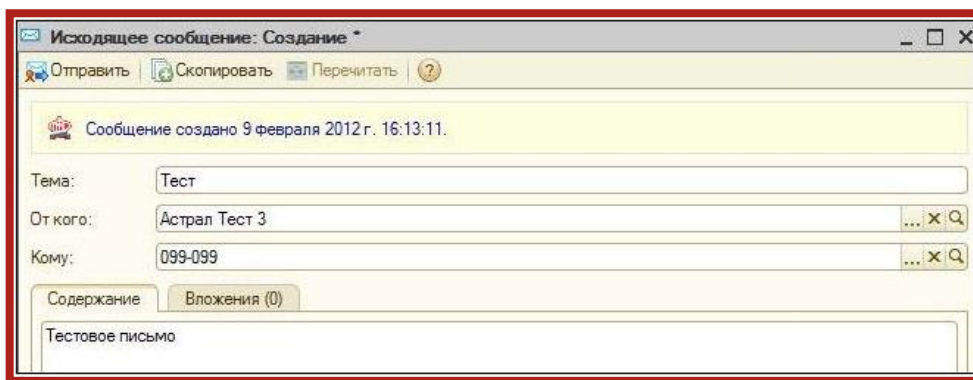 Исходящее сообщение: Создание *
Отправить Скопировать Перечитать ?
Сообщение создано 9 февраля 2012 г. 16:13:11.
Тема: Тест
От кого: Астрал Тест 3 ...
Кому: 099-099 ...
Содержание Вложения (0)
Тестовое письмо